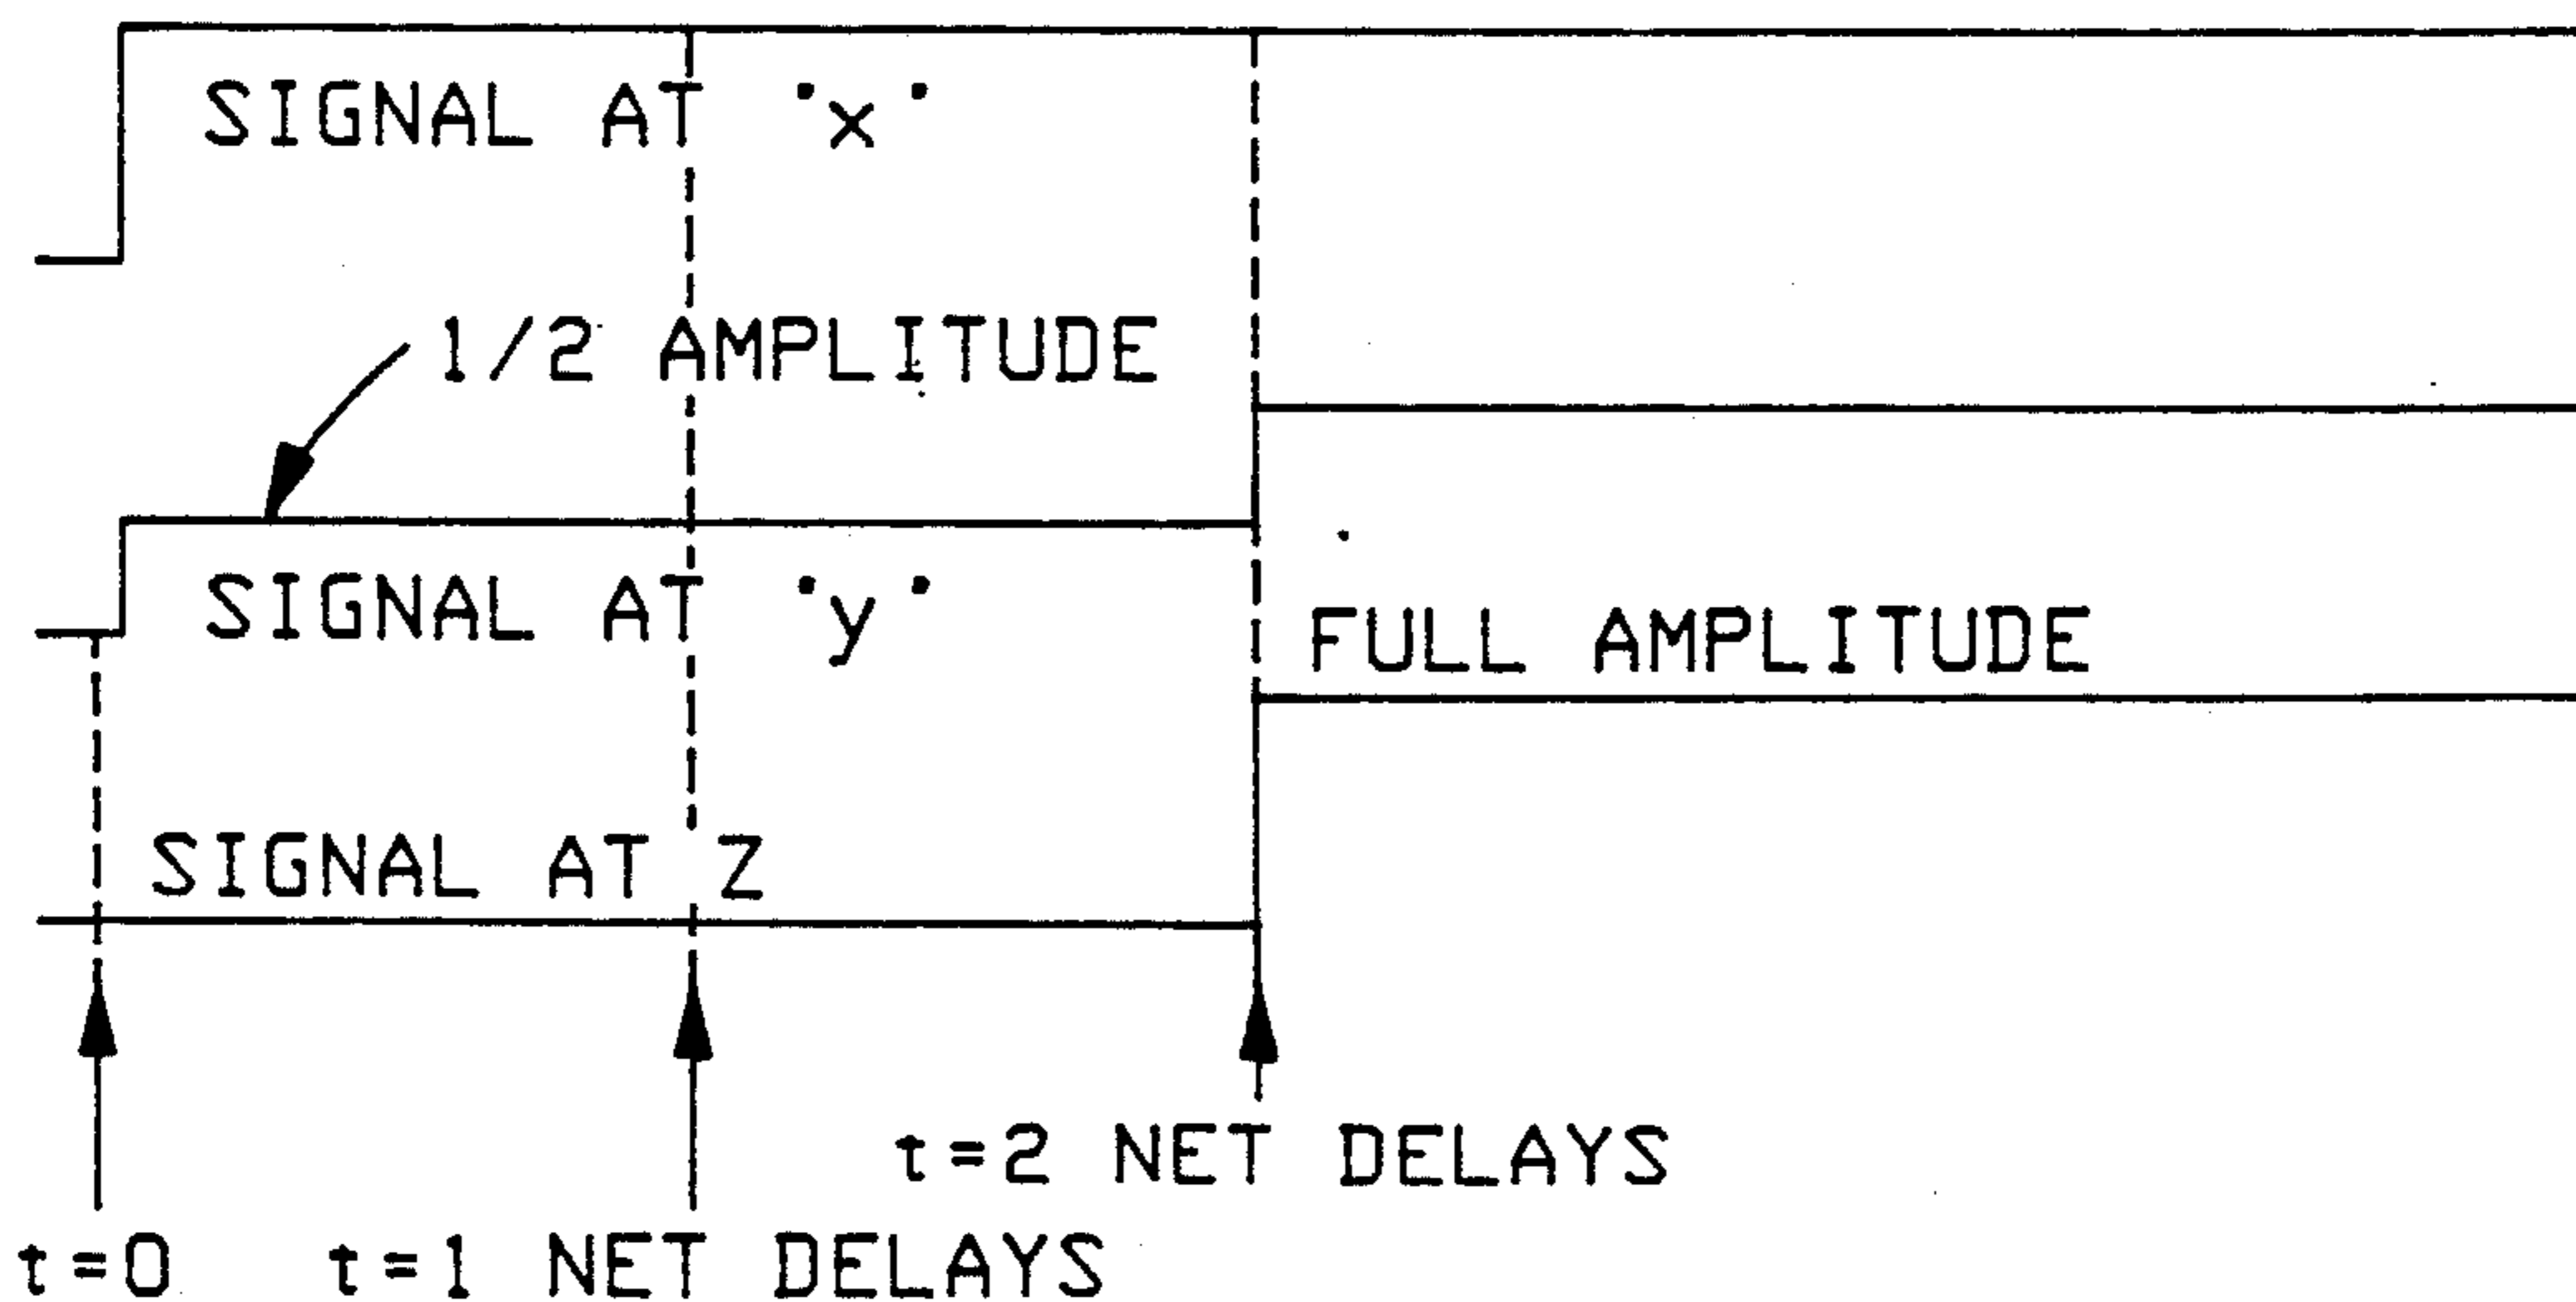 SIGNAL AT "x"
1/2 AMPLITUDE
SIGNAL AT "y"
FULL AMPLITUDE
SIGNAL AT Z
t=2 NET DELAYS
t=0
t=1 NET DELAYS